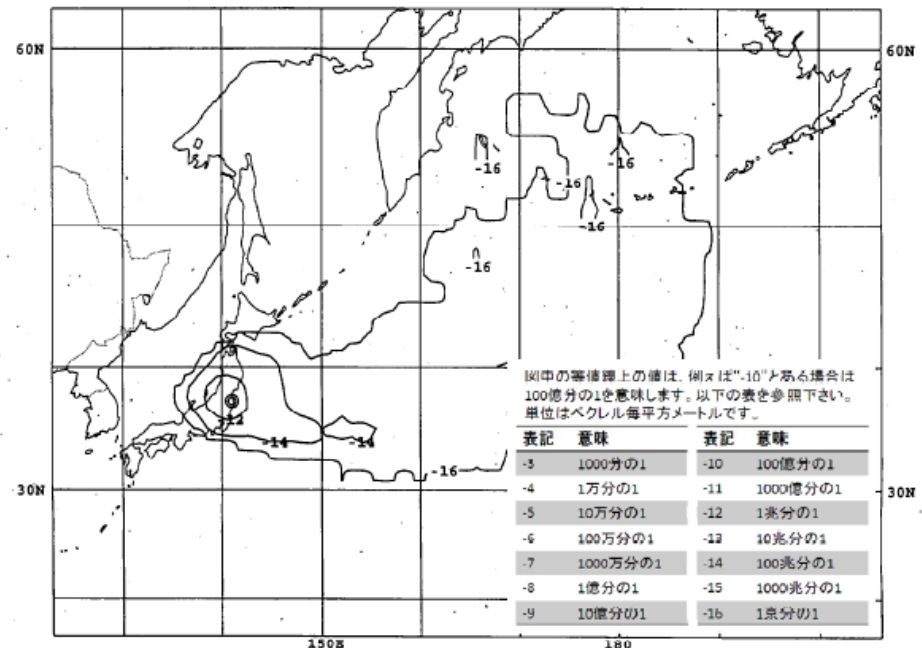 60N
60N
-16
-16
-16
-16
-16
図中の等値線上の値は、例えば"-10"とある場合は
100億分の1を意味します。以下の表を参照下さい。
単位はベクレル毎平方メートルです。
-12
-14
-14
-16
表記 意味 表記 意味
-3 1000分の1 -10 100億分の1
-4 1万分の1 -11 1000億分の1
-5 10万分の1 -12 1兆分の1
-6 100万分の1 -13 10兆分の1
-7 1000万分の1 -14 100兆分の1
-8 1億分の1 -15 1000兆分の1
-9 10億分の1 -16 1京分の1
30N
30N
150E
180